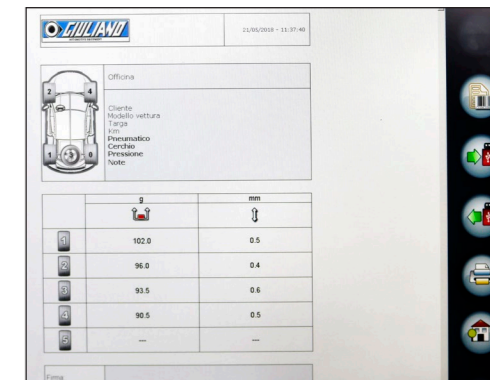 GIULIANO
21/05/2018 - 11:37:40
Officina
2
4
Cliente
Modello vettura
Targa
Km
Pneumatico
Cerchio
Pressione
Note
1
0
g
mm
1
102.0
0.5
2
96.0
0.4
3
93.5
0.6
4
90.5
0.5
5
---
---
Firma